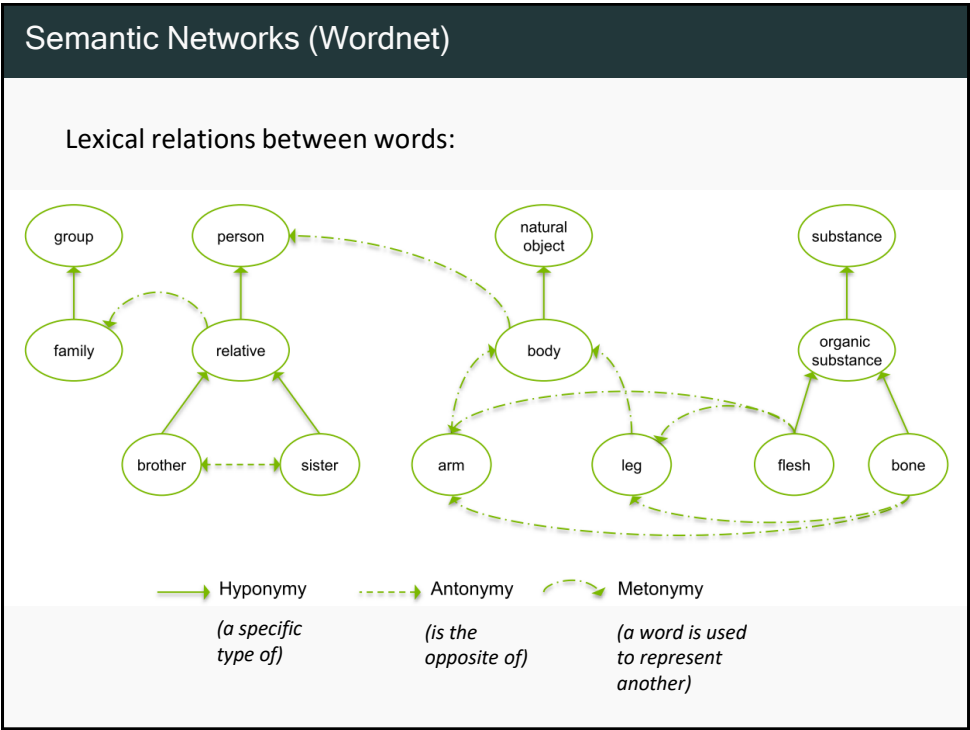 Semantic Networks (Wordnet)
Lexical relations between words:
group
person
natural
object
substance
family
relative
body
organic
substance
brother
sister
arm
leg
flesh
bone
Hyponymy
Antonymy
Metonymy
(a specific
type of)
(is the
opposite of)
(a word is used
to represent
another)